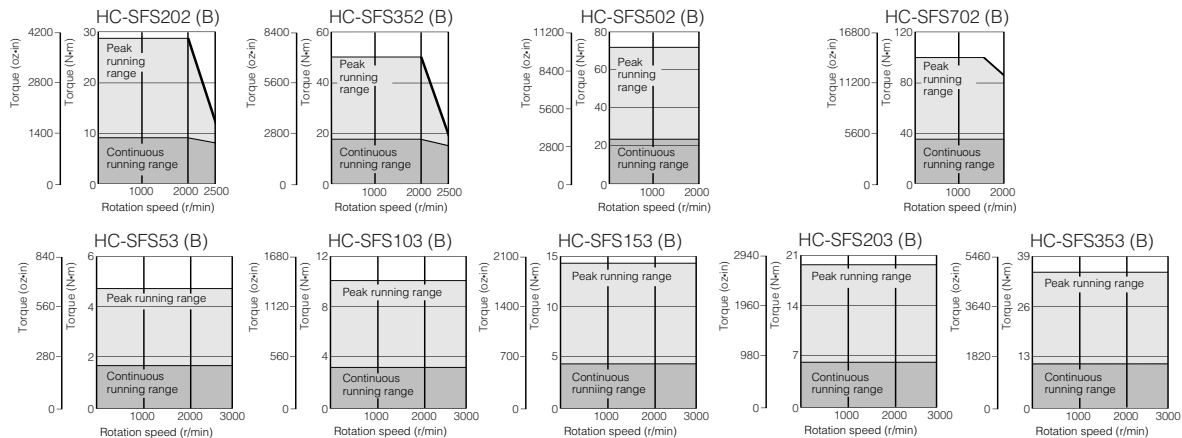 HC-SFS202 (B)
Torque (oz•in)
4200
2800
1400
0
Torque (N•m)
30
20
10
0
Peak
running
range
Continuous
running range
1000
2000
2500
Rotation speed (r/min)
HC-SFS352 (B)
Torque (oz•in)
8400
5600
2800
0
Torque (N•m)
60
40
20
0
Peak
running
range
Continuous
running range
1000
2000
2500
Rotation speed (r/min)
HC-SFS502 (B)
Torque (oz•in)
11200
8400
5600
2800
0
Torque (N•m)
80
60
40
20
0
Peak
running
range
Continuous
running range
1000
2000
Rotation speed (r/min)
HC-SFS702 (B)
Torque (oz•in)
16800
11200
5600
0
Torque (N•m)
120
80
40
0
Peak
running
range
Continuous
running range
1000
2000
Rotation speed (r/min)
HC-SFS53 (B)
Torque (oz•in)
840
560
280
0
Torque (N•m)
6
4
2
0
Peak running range
Continuous
running range
1000
2000
3000
Rotation speed (r/min)
HC-SFS103 (B)
Torque (oz•in)
1680
1120
560
0
Torque (N•m)
12
8
4
0
Peak running range
Continuous
running range
1000
2000
3000
Rotation speed (r/min)
HC-SFS153 (B)
Torque (oz•in)
2100
1400
700
0
Torque (N•m)
15
10
5
0
Peak running range
Continuous
runniing range
1000
2000
3000
Rotation speed (r/min)
HC-SFS203 (B)
Torque (oz•in)
2940
1960
980
0
Torque (N•m)
21
14
7
0
Peak running range
Continuous
running range
1000
2000
3000
Rotation speed (r/min)
HC-SFS353 (B)
Torque (oz•in)
5460
3640
1820
0
Torque (N•m)
39
26
13
0
Peak running range
Continuous
running range
1000
2000
3000
Rotation speed (r/min)